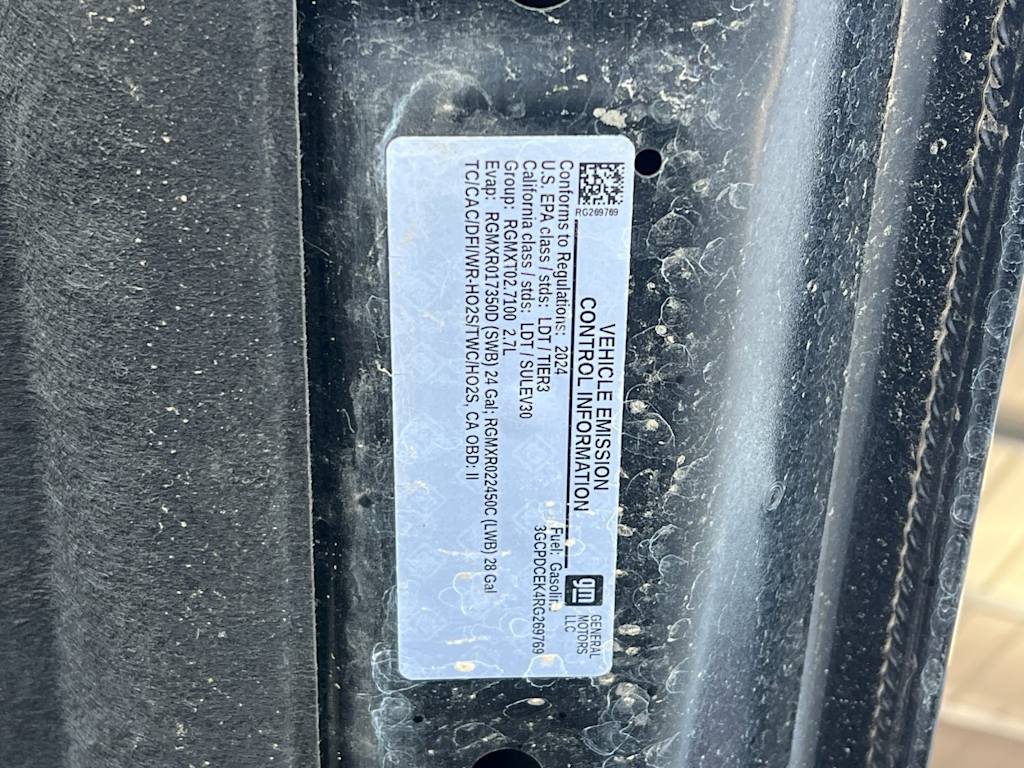 RG269769
VEHICLE EMISSION
CONTROL INFORMATION
gm
GENERAL
MOTORS
LLC
Conforms to Regulations: 2024
Fuel: Gasoline
U.S. EPA class / stds: LDT / TIER3
3GCPDCEK4RG269769
California class / stds: LDT / SULEV30
Group: RGMXT02.7100 2.7L
Evap: RGMXR017350D (SWB) 24 Gal; RGMXR022450C (LWB) 28 Gal
TC/CAC/DFI/WR-HO2S/TWC/HO2S, CA OBD: II